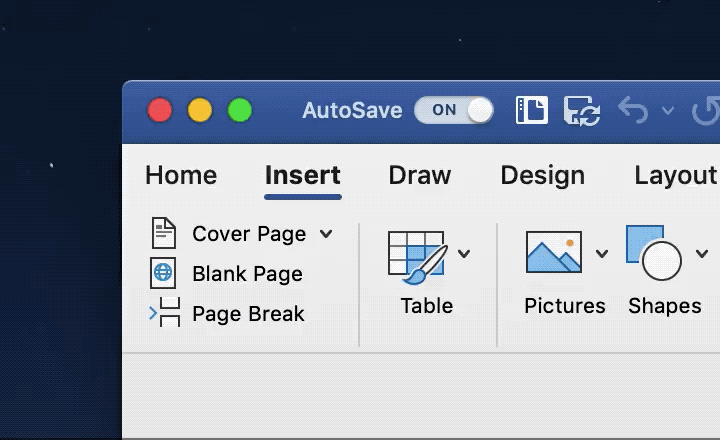 AutoSave ON
Home Insert Draw Design Layout
Cover Page
Blank Page
Page Break
Table
Pictures
Shapes